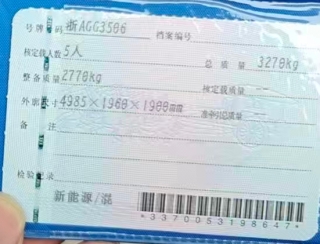 号牌号码 浙AGG3506 档案编号
核定载人数 5人 总质量 3270kg
整备质量 2770kg 核定载质量 --
外廓尺寸 4985×1960×1900mm 准牵引总质量 --
备注
检验记录
新能源/混
*3370053198647*